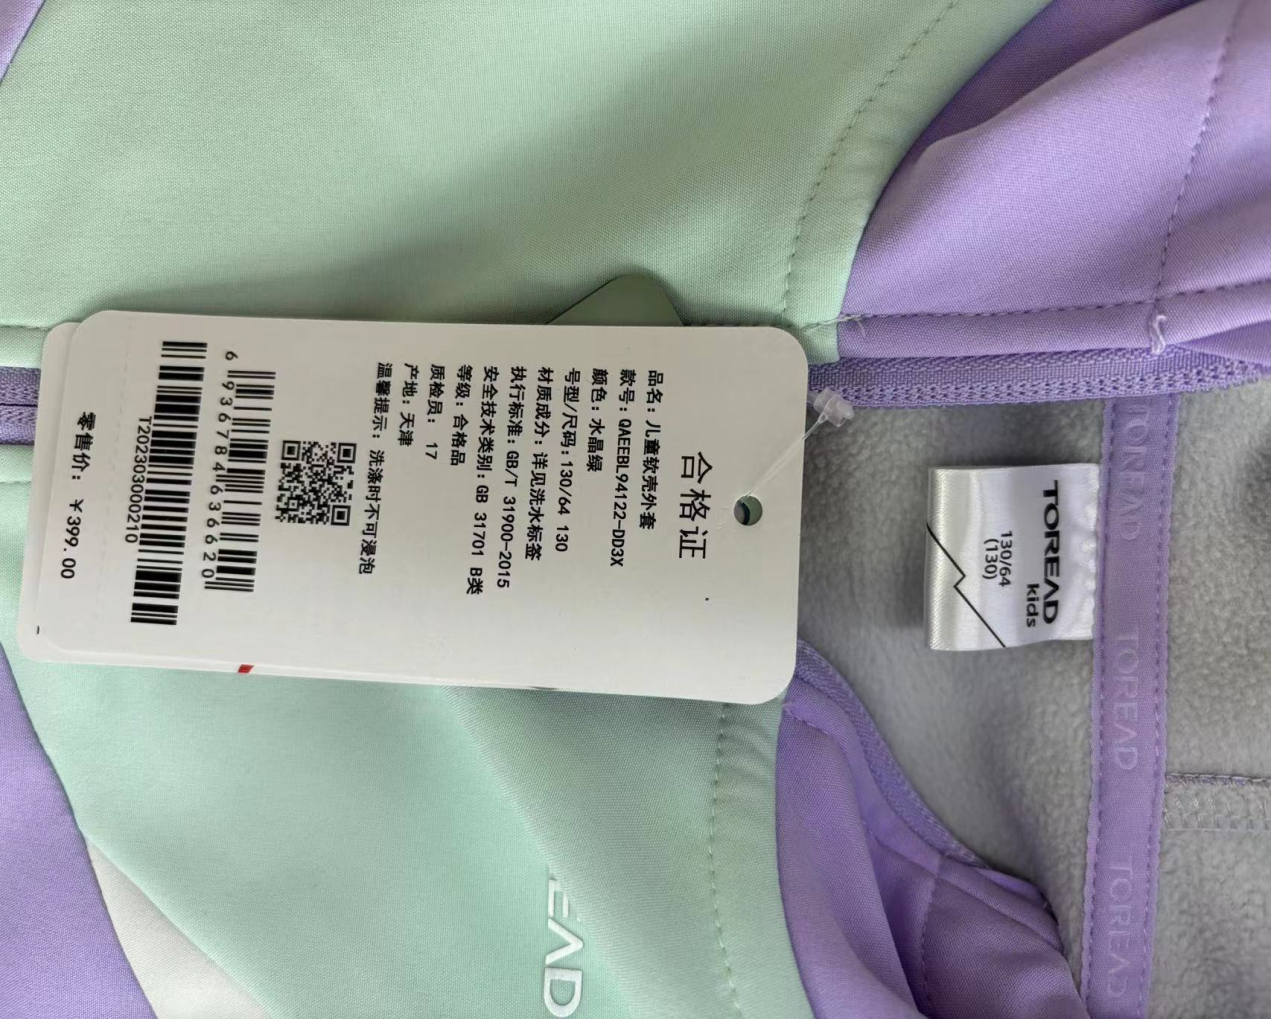 合格证
品名：儿童软壳外套
款号：QAEEBL94122-DD3X
颜色：水晶绿
号型/尺码：130/64 130
材质成分：详见洗水标签
执行标准：GB/T 31900-2015
安全技术类别：GB 31701 B类
等级：合格品
质检员： 17
产地：天津
温馨提示：洗涤时不可浸泡
6 936784 636620
T202303000210
零售价： ￥399.00
TOREAD
kids
130/64
(130)
TOREAD
TOREAD
TOREAD
EAD